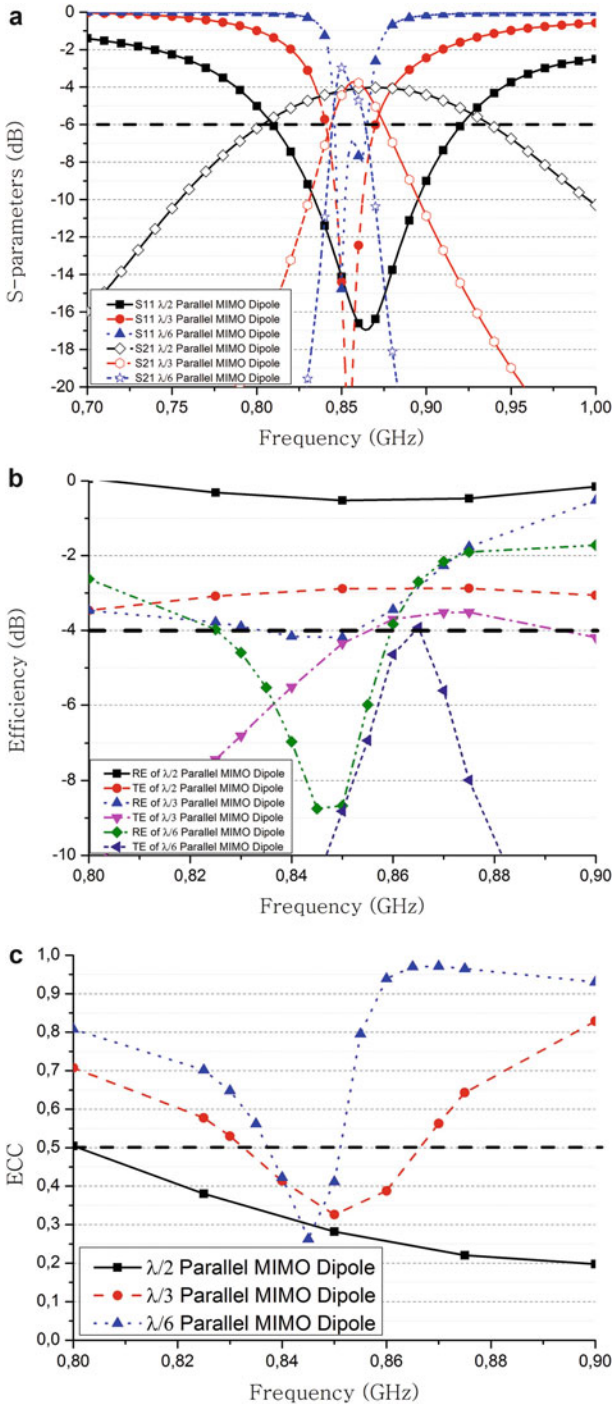 a
0
-2
-4
-6
-8
-10
-12
-14
-16
-18
-20
S-parameters (dB)
S11 λ/2 Parallel MIMO Dipole
S11 λ/3 Parallel MIMO Dipole
S11 λ/6 Parallel MIMO Dipole
S21 λ/2 Parallel MIMO Dipole
S21 λ/3 Parallel MIMO Dipole
S21 λ/6 Parallel MIMO Dipole
0,70 0,75 0,80 0,85 0,90 0,95 1,00
Frequency (GHz)
b
0
-2
-4
-6
-8
-10
Efficiency (dB)
RE of λ/2 Parallel MIMO Dipole
TE of λ/2 Parallel MIMO Dipole
RE of λ/3 Parallel MIMO Dipole
TE of λ/3 Parallel MIMO Dipole
RE of λ/6 Parallel MIMO Dipole
TE of λ/6 Parallel MIMO Dipole
0,80 0,82 0,84 0,86 0,88 0,90
Frequency (GHz)
c
1,0
0,9
0,8
0,7
0,6
0,5
0,4
0,3
0,2
0,1
0,0
ECC
λ/2 Parallel MIMO Dipole
λ/3 Parallel MIMO Dipole
λ/6 Parallel MIMO Dipole
0,80 0,82 0,84 0,86 0,88 0,90
Frequency (GHz)